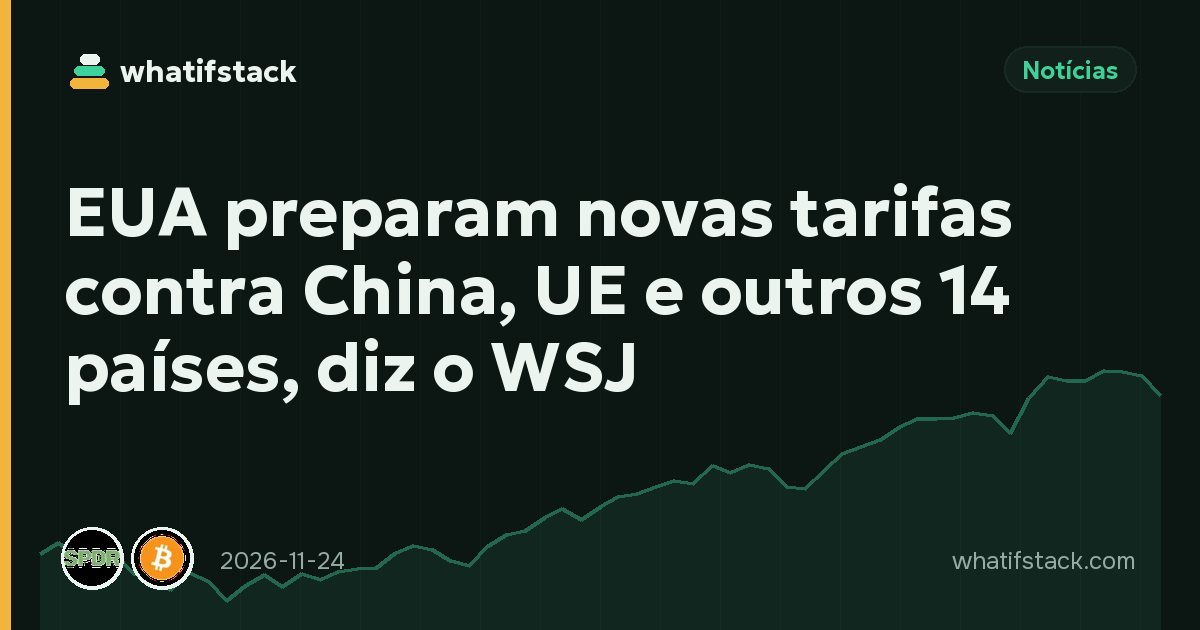 whatifstack
Notícias
EUA preparam novas tarifas
contra China, UE e outros 14
países, diz o WSJ
SPDR
2026-11-24
whatifstack.com